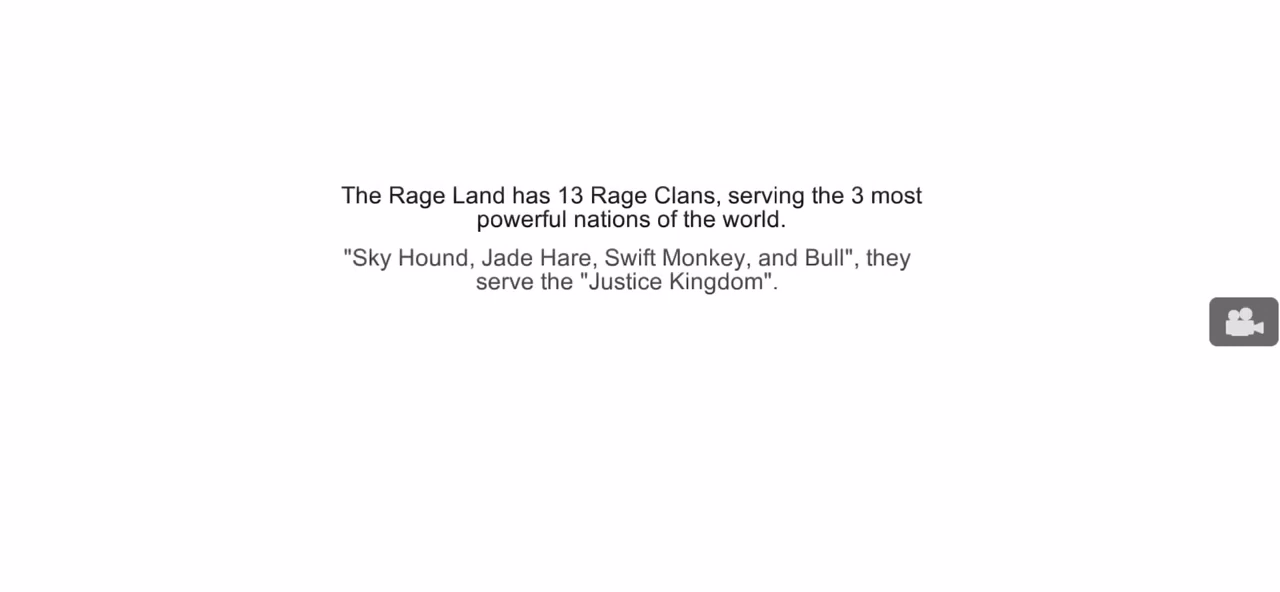 The Rage Land has 13 Rage Clans, serving the 3 most
powerful nations of the world.
"Sky Hound, Jade Hare, Swift Monkey, and Bull", they
serve the "Justice Kingdom".